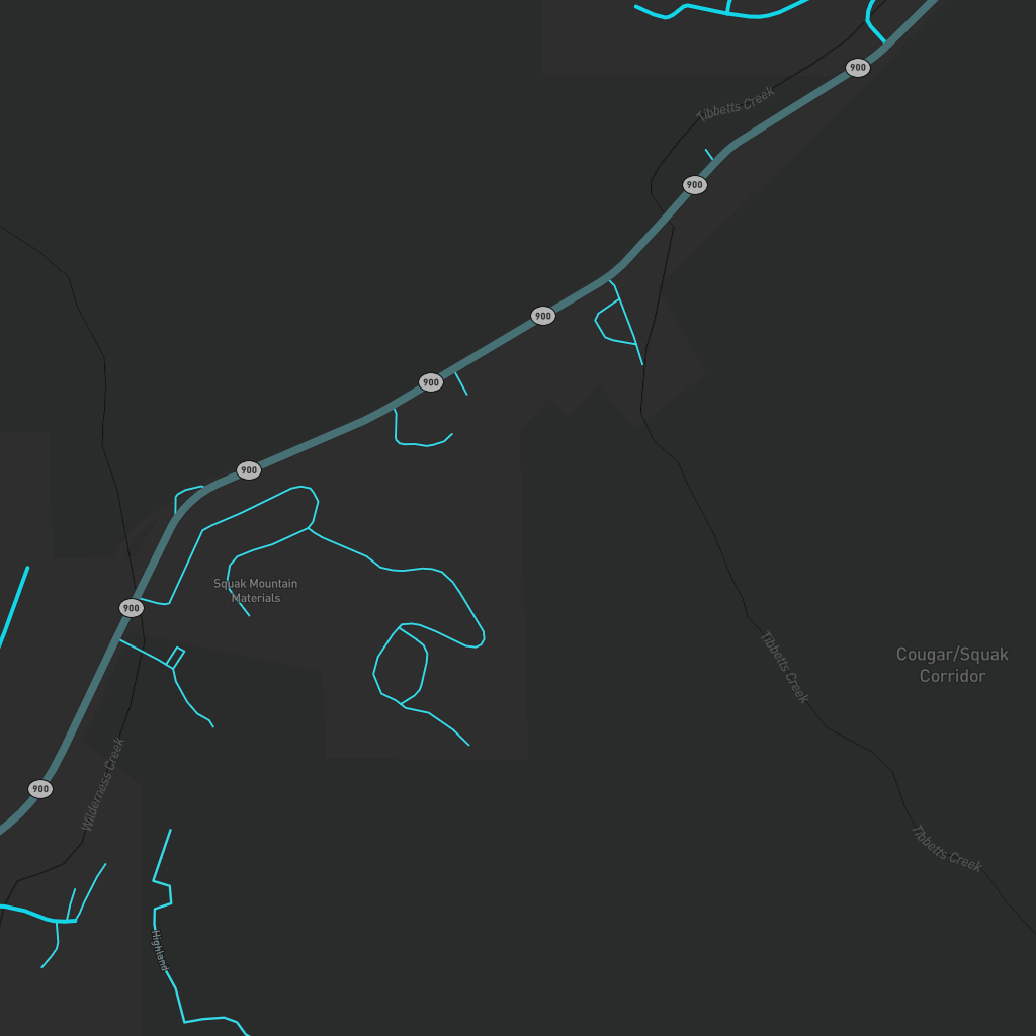 900
Tibbetts Creek
900
900
900
900
Squak Mountain
Materials
900
Tibbetts Creek
Cougar/Squak
Corridor
Wilderness Creek
900
Tibbetts Creek
Highland